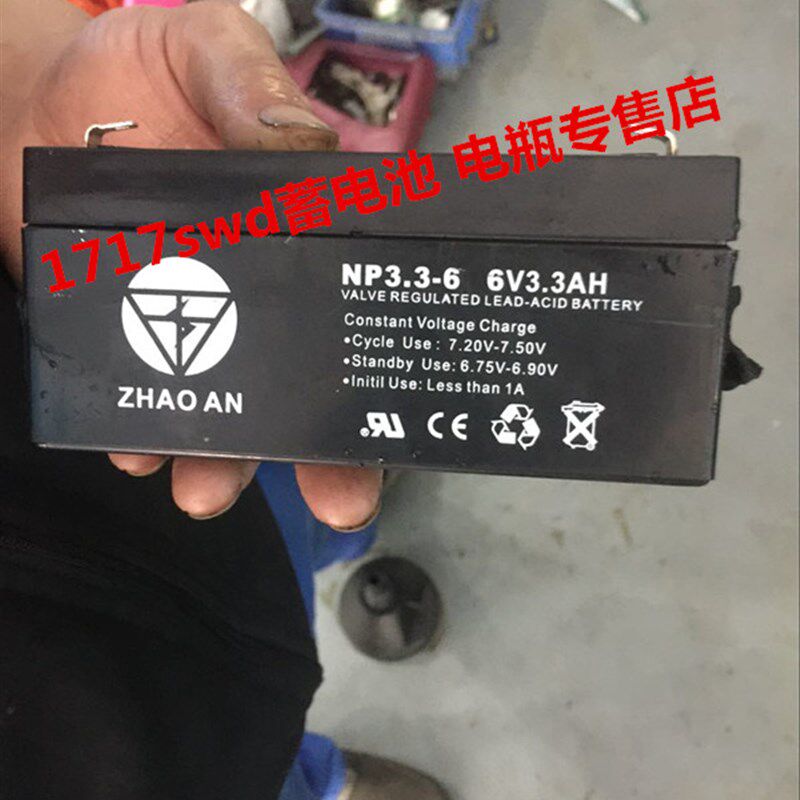 1717swd蓄电池 电瓶专售店
NP3.3-6 6V3.3AH
VALVE REGULATED LEAD-ACID BATTERY
Constant Voltage Charge
•Cycle Use: 7.20V-7.50V
•Standby Use: 6.75V-6.90V
•Initil Use: Less than 1A
ZHAO AN
CE